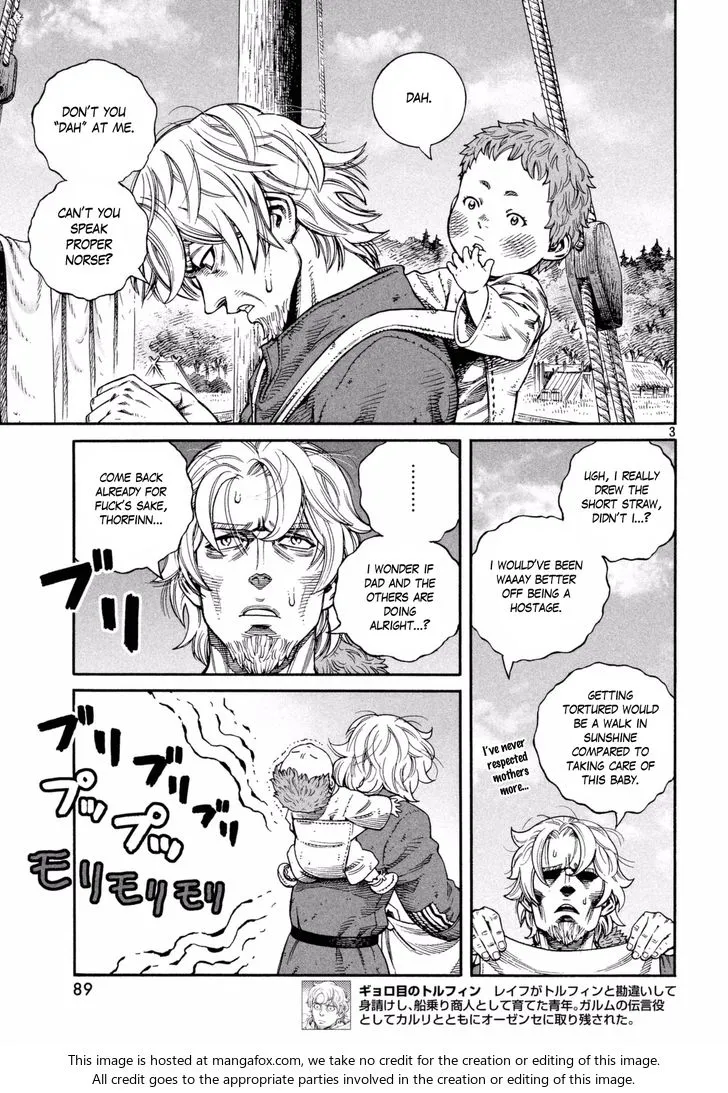 DAH.
DON'T YOU
"DAH" AT ME.
CAN'T YOU
SPEAK
PROPER
NORSE?
3
UGH, I REALLY
DREW THE
SHORT STRAW,
DIDN'T I...?
I WOULD'VE BEEN
WAAAY BETTER
OFF BEING A
HOSTAGE.
GETTING
TORTURED WOULD
BE A WALK IN
SUNSHINE
COMPARED TO
TAKING CARE OF
THIS BABY.
I've never
respected
mothers
more...
..........
I WONDER IF
DAD AND THE
OTHERS ARE
DOING
ALRIGHT...?
COME BACK
ALREADY FOR
FUCK'S SAKE,
THORFINN...
ブリ
ブリブリ
プップップッ
モリモリモリ
89
ギョロ目のトルフィン レイフがトルフィンと勘違いして
身請けし、船乗り商人として育てた青年。ガルムの伝言役
としてカルリとともにオーゼンセに取り残された。
This image is hosted at mangafox.com, we take no credit for the creation or editing of this image.
All credit goes to the appropriate parties involved in the creation or editing of this image.